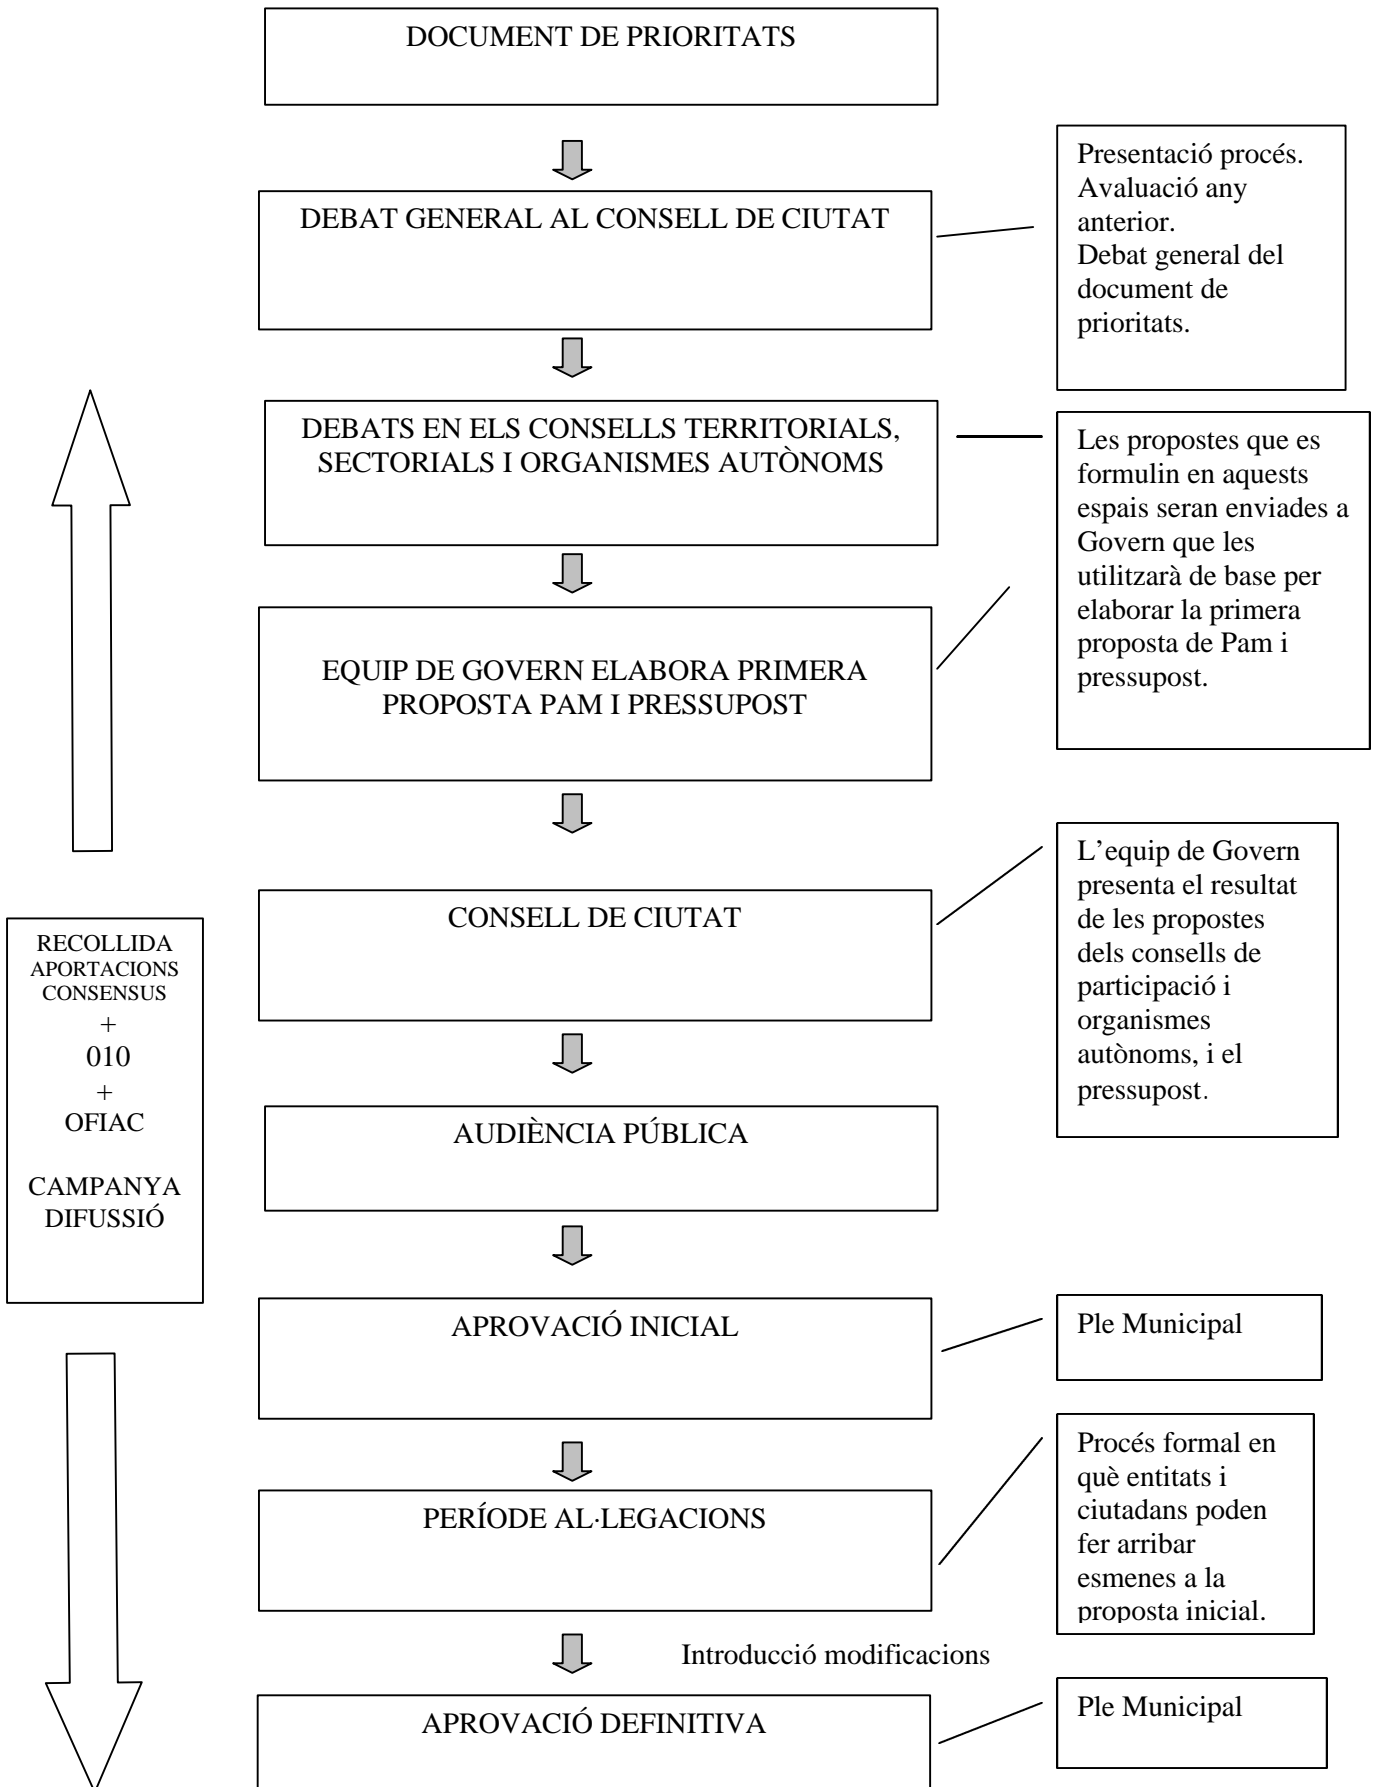 DOCUMENT DE PRIORITATS
DEBAT GENERAL AL CONSELL DE CIUTAT
Presentació procés.
Avaluació any
anterior.
Debat general del
document de
prioritats.
DEBATS EN ELS CONSELLS TERRITORIALS,
SECTORIALS I ORGANISMES AUTÒNOMS
Les propostes que es
formulin en aquests
espais seran enviades a
Govern que les
utilitzarà de base per
elaborar la primera
proposta de Pam i
pressupost.
EQUIP DE GOVERN ELABORA PRIMERA
PROPOSTA PAM I PRESSUPOST
CONSELL DE CIUTAT
L’equip de Govern
presenta el resultat
de les propostes
dels consells de
participació i
organismes
autònoms, i el
pressupost.
RECOLLIDA
APORTACIONS
CONSENSUS
+
010
+
OFIAC
CAMPANYA
DIFUSSIÓ
AUDIÈNCIA PÚBLICA
APROVACIÓ INICIAL
Ple Municipal
PERÍODE AL·LEGACIONS
Procés formal en
què entitats i
ciutadans poden
fer arribar
esmenes a la
proposta inicial.
Introducció modificacions
APROVACIÓ DEFINITIVA
Ple Municipal